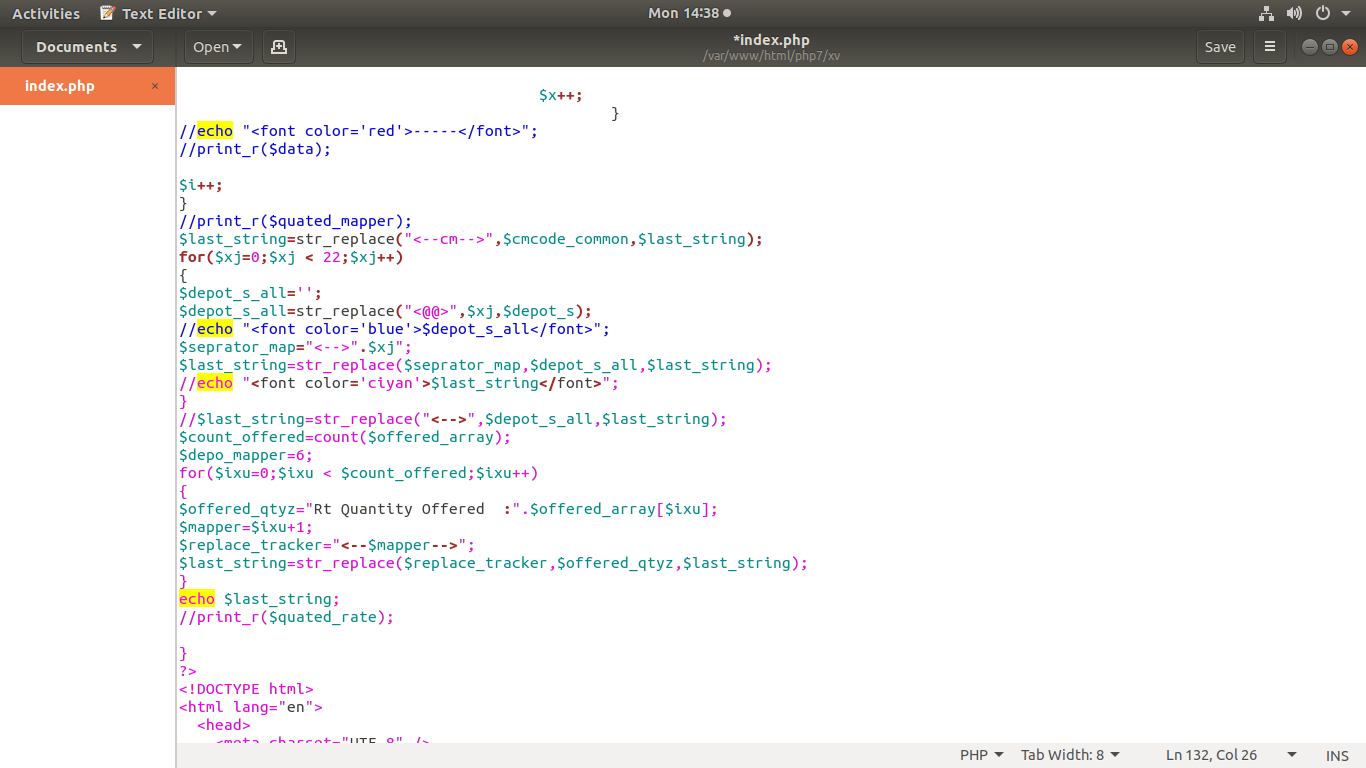 Activities Text Editor Mon 14:38
Documents Open *index.php Save
/var/www/html/php7/xv
index.php ×
$x++;
}
//echo "<font color='red'>-----</font>";
//print_r($data);
$i++;
}
//print_r($quated_mapper);
$last_string=str_replace("<--cm-->",$cmcode_common,$last_string);
for($xj=0;$xj < 22;$xj++)
{
$depot_s_all='';
$depot_s_all=str_replace("<@@>",$xj,$depot_s);
//echo "<font color='blue'>$depot_s_all</font>";
$seprator_map="<-->".$xj";
$last_string=str_replace($seprator_map,$depot_s_all,$last_string);
//echo "<font color='ciyan'>$last_string</font>";
}
//$last_string=str_replace("<-->",$depot_s_all,$last_string);
$count_offered=count($offered_array);
$depo_mapper=6;
for($ixu=0;$ixu < $count_offered;$ixu++)
{
$offered_qtyz="Rt Quantity Offered  :".$offered_array[$ixu];
$mapper=$ixu+1;
$replace_tracker="<--$mapper-->";
$last_string=str_replace($replace_tracker,$offered_qtyz,$last_string);
}
echo $last_string;
//print_r($quated_rate);
}
?>
<!DOCTYPE html>
<html lang="en">
<head>
<meta charset="UTF-8" />
PHP Tab Width: 8 Ln 132, Col 26 INS